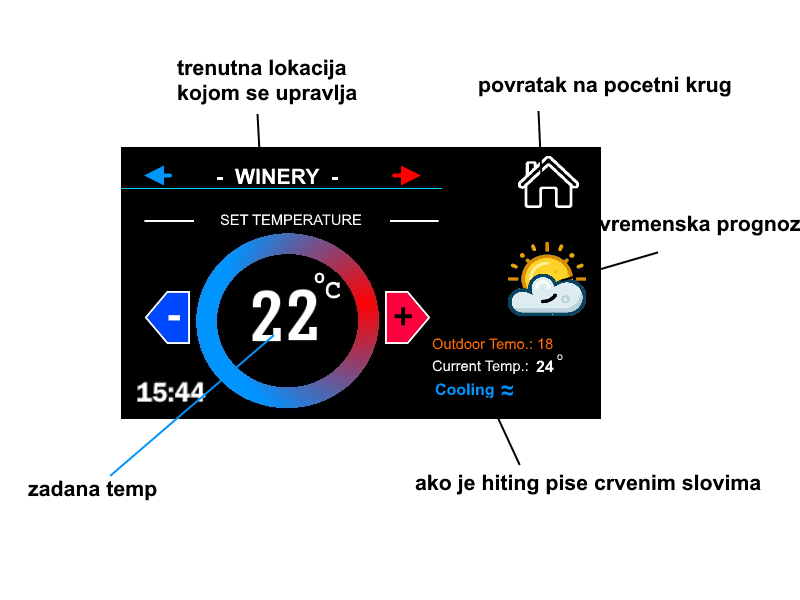 trenutna lokacija
kojom se upravlja
povratak na pocetni krug
- WINERY -
SET TEMPERATURE
vremenska prognoz
22 °C
-
+
Outdoor Temo.: 18
Current Temp.: 24 °
Cooling ≈
15:44
zadana temp
ako je hiting pise crvenim slovima